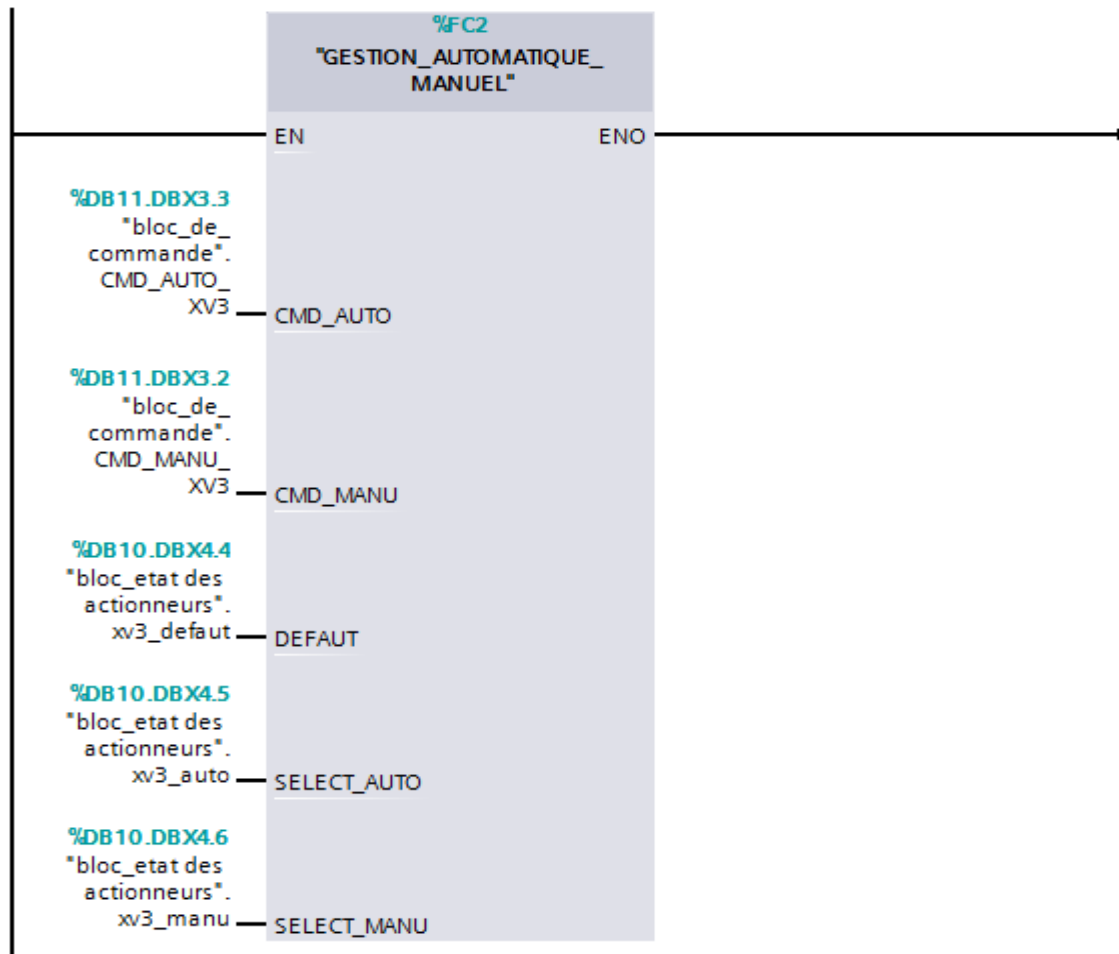 %FC2
"GESTION_AUTOMATIQUE_
MANUEL"
EN
ENO
%DB11.DBX3.3
"bloc_de_
commande".
CMD_AUTO_
XV3
CMD_AUTO
%DB11.DBX3.2
"bloc_de_
commande".
CMD_MANU_
XV3
CMD_MANU
%DB10.DBX4.4
"bloc_etat des
actionneurs".
xv3_defaut
DEFAUT
%DB10.DBX4.5
"bloc_etat des
actionneurs".
xv3_auto
SELECT_AUTO
%DB10.DBX4.6
"bloc_etat des
actionneurs".
xv3_manu
SELECT_MANU